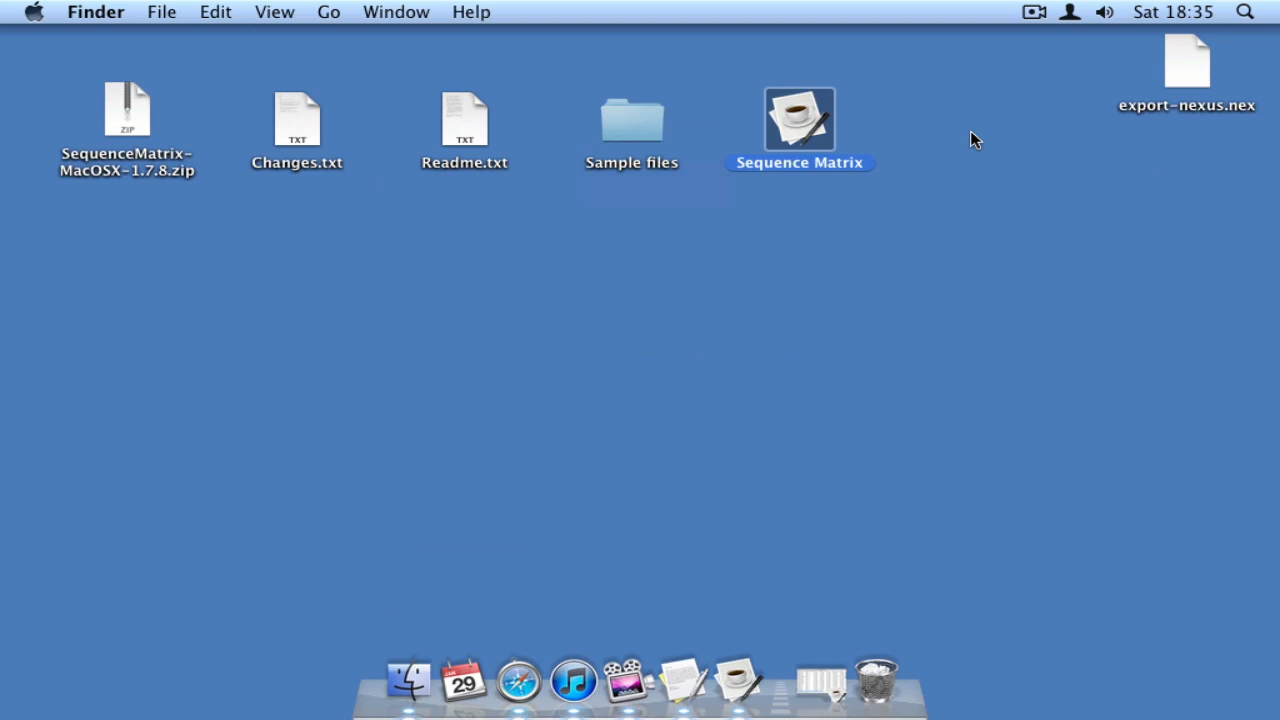 Finder File Edit View Go Window Help Sat 18:35
export-nexus.nex
ZIP
SequenceMatrix-
MacOSX-1.7.8.zip
TXT
Changes.txt
TXT
Readme.txt
Sample files
Sequence Matrix
JAN
29